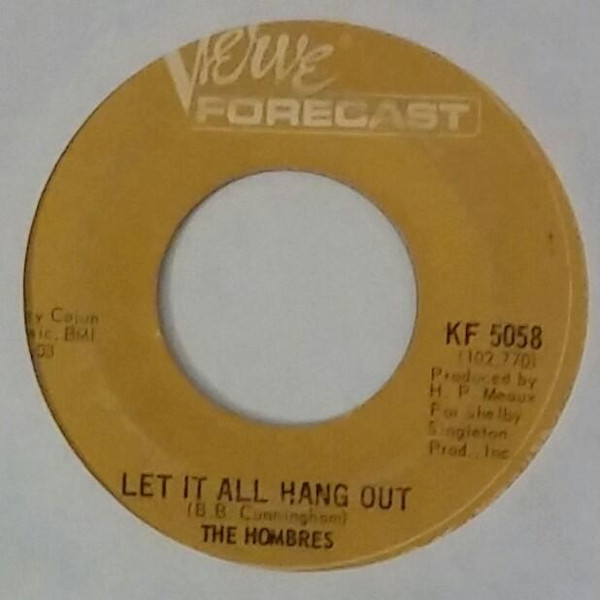 Verve
FORECAST
Cajun
BMI
KF 5058
(102,770)
Produced by
H. P. Meaux
For Shelby
Singleton
Prod., Inc
LET IT ALL HANG OUT
(B.B. Cunningham)
THE HOMBRES